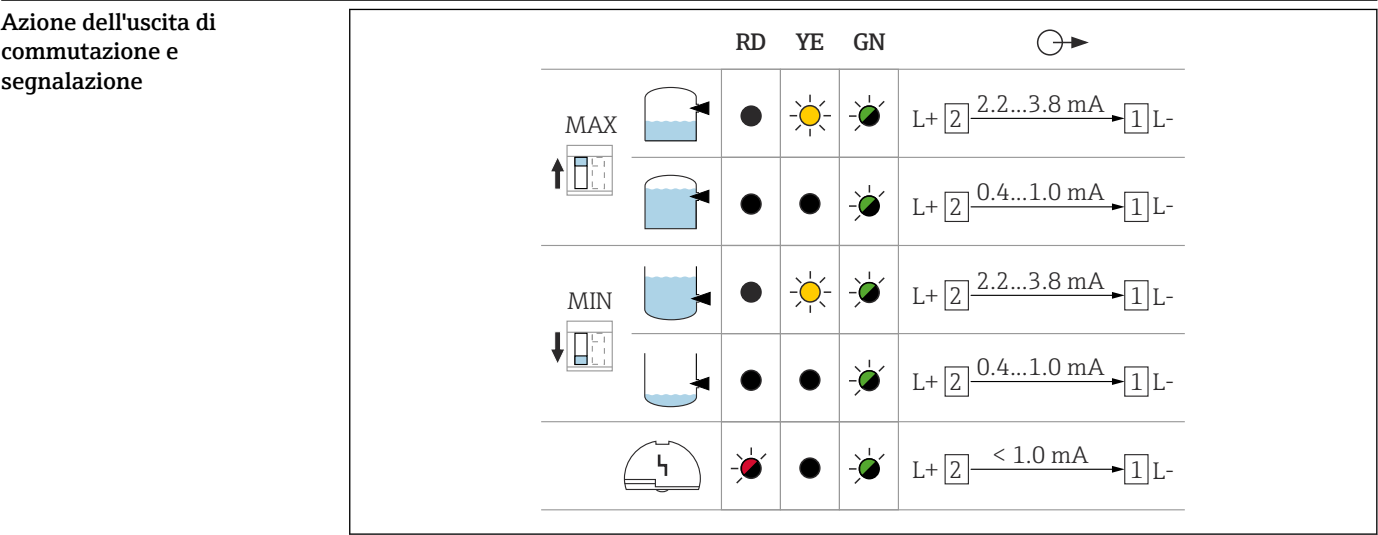 Azione dell'uscita di
commutazione e
segnalazione
RD YE GN
MAX
L+ 2 2.2...3.8 mA 1 L-
L+ 2 0.4...1.0 mA 1 L-
MIN
L+ 2 2.2...3.8 mA 1 L-
L+ 2 0.4...1.0 mA 1 L-
L+ 2 < 1.0 mA 1 L-